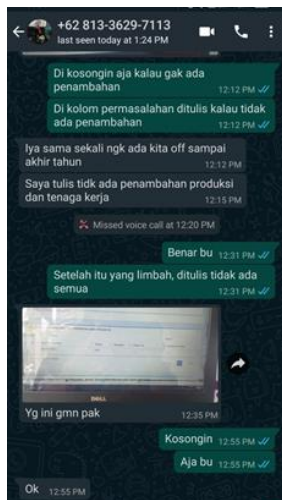 +62 813-3629-7113
last seen today at 1:24 PM
Di kosongin aja kalau gak ada
penambahan
12:12 PM
Di kolom permasalahan ditulis kalau tidak
ada penambahan
12:12 PM
Iya sama sekali ngk ada kita off sampai
akhir tahun
12:12 PM
Saya tulis tidk ada penambahan produksi
dan tenaga kerja
12:15 PM
Missed voice call at 12:20 PM
Benar bu 12:31 PM
Setelah itu yang limbah, ditulis tidak ada
semua
12:31 PM
DELL
Yg ini gmn pak
12:35 PM
Kosongin 12:55 PM
Aja bu 12:55 PM
Ok 12:55 PM